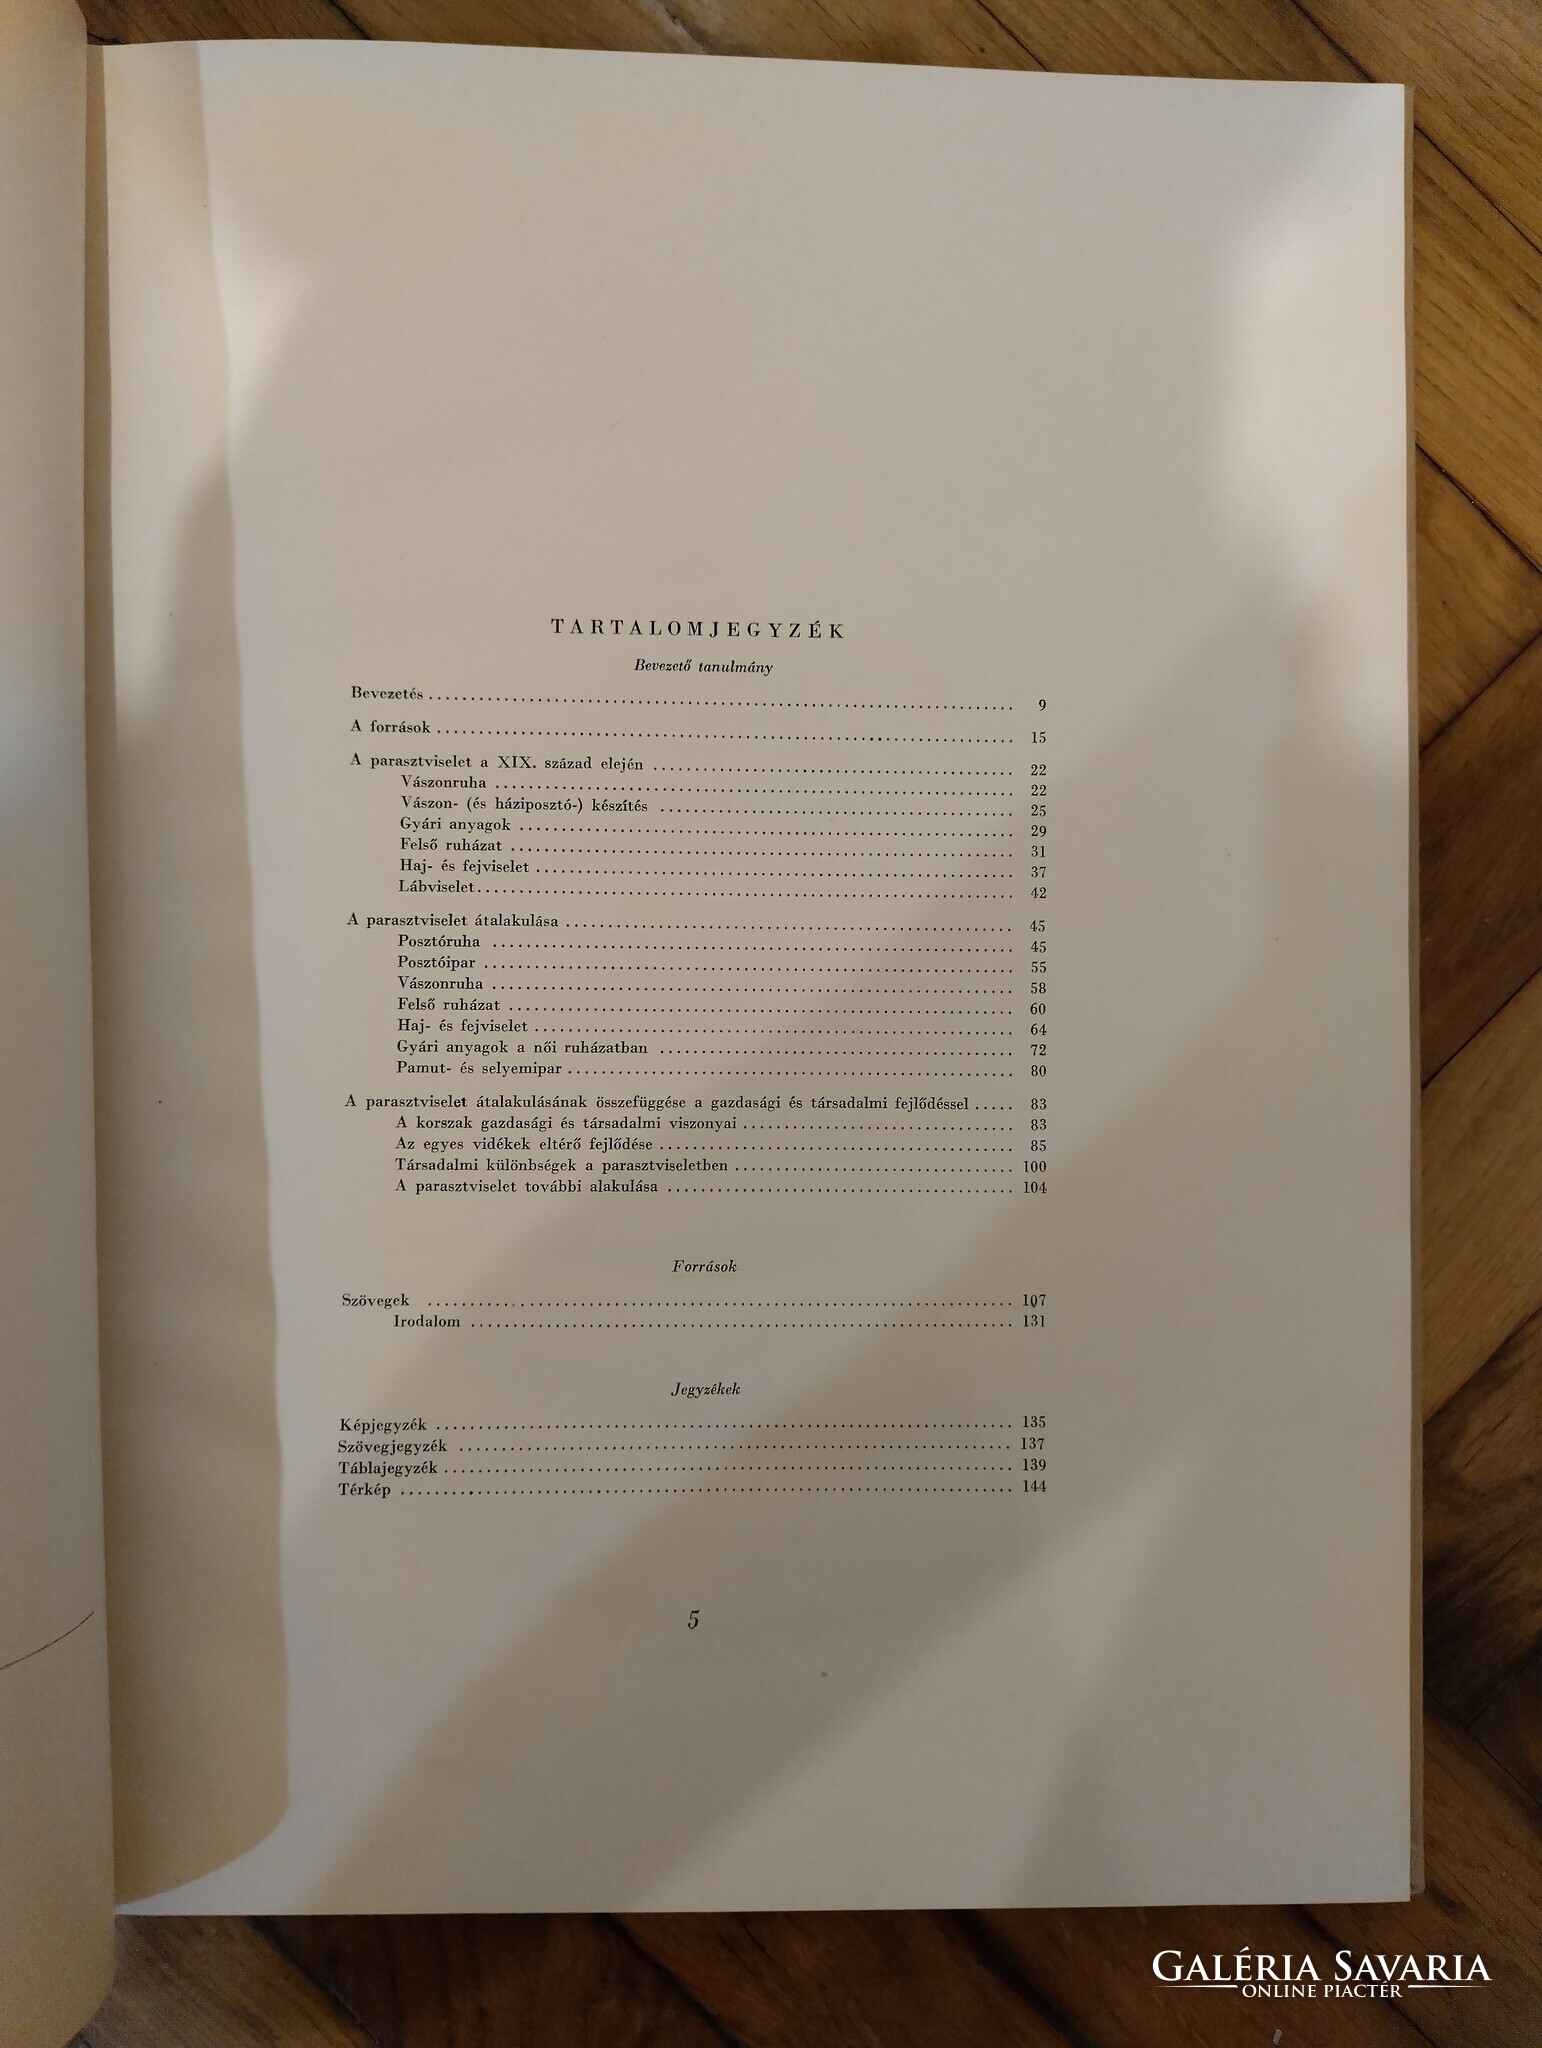 TARTALOMJEGYZÉK
Bevezető tanulmány
Bevezetés ........ 9
A források ........ 15
A parasztviselet a XIX. század elején ........ 22
Vászonruha ........ 22
Vászon- (és háziposztó-) készítés ........ 25
Gyári anyagok ........ 29
Felső ruházat ........ 31
Haj- és fejviselet ........ 37
Lábviselet ........ 42
A parasztviselet átalakulása ........ 45
Posztóruha ........ 45
Posztóipar ........ 55
Vászonruha ........ 58
Felső ruházat ........ 60
Haj- és fejviselet ........ 64
Gyári anyagok a női ruházatban ........ 72
Pamut- és selyemipar ........ 80
A parasztviselet átalakulásának összefüggése a gazdasági és társadalmi fejlődéssel ..... 83
A korszak gazdasági és társadalmi viszonyai ........ 83
Az egyes vidékek eltérő fejlődése ........ 85
Társadalmi különbségek a parasztviseletben ........ 100
A parasztviselet további alakulása ........ 104
Források
Szövegek ........ 107
Irodalom ........ 131
Jegyzékek
Képjegyzék ........ 135
Szövegjegyzék ........ 137
Táblajegyzék ........ 139
Térkép ........ 144
5
GALÉRIA SAVARIA
ONLINE PIACTÉR